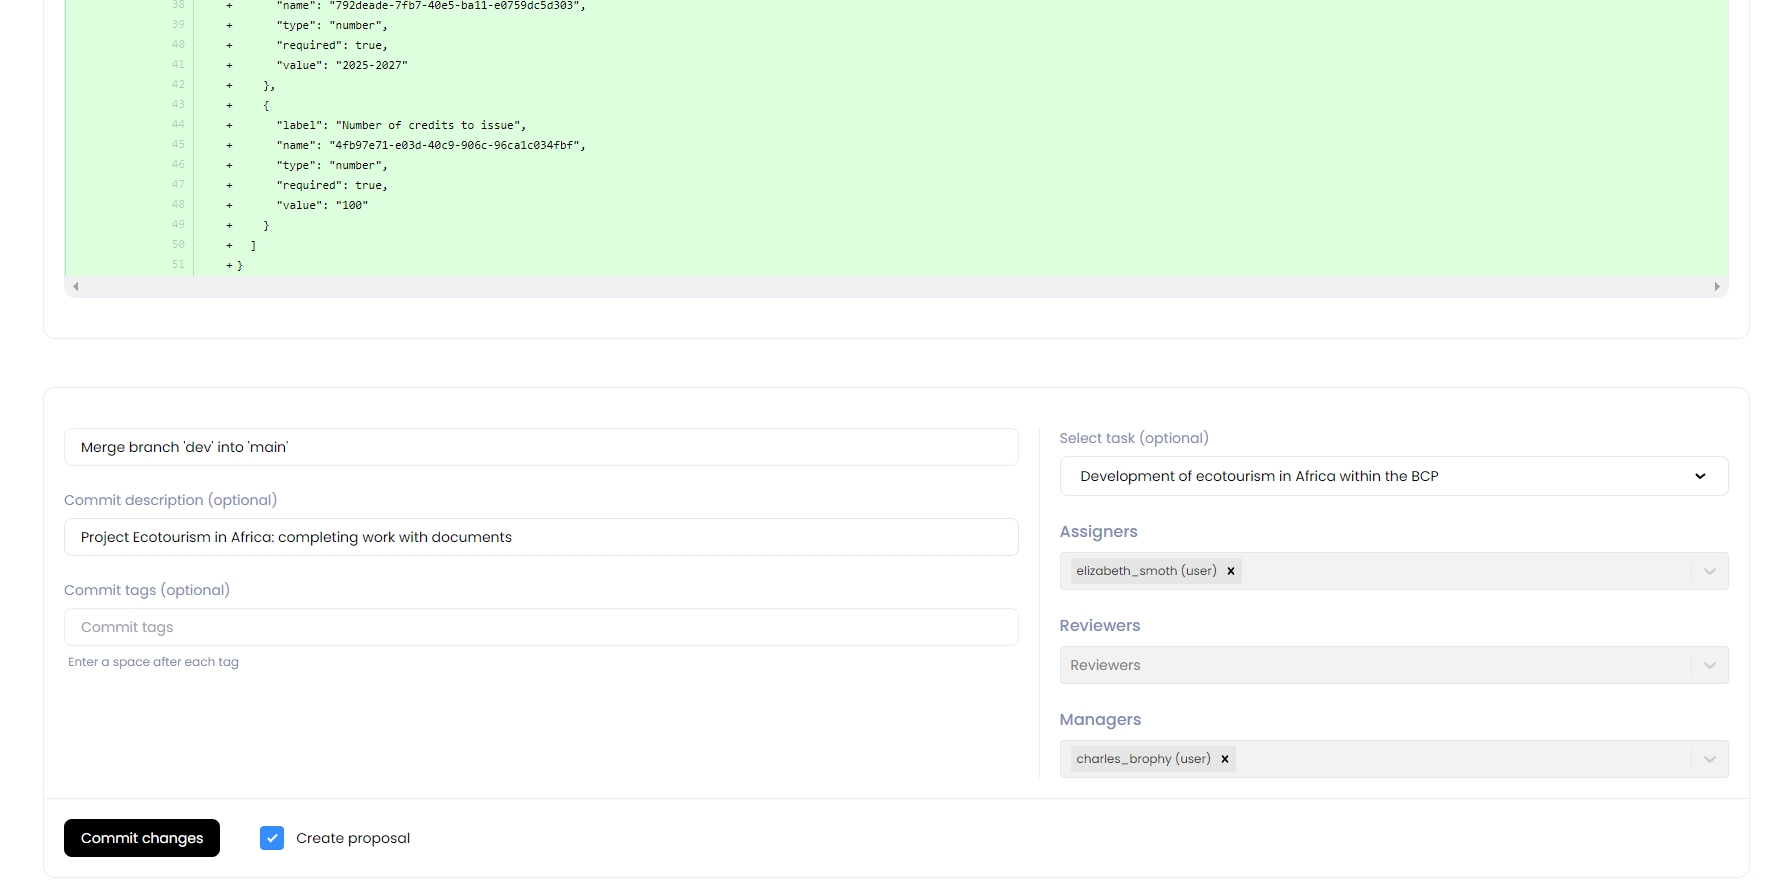 38 + "name": "792deade-7fb7-40e5-ba11-e0759dc5d303",
39 + "type": "number",
40 + "required": true,
41 + "value": "2025-2027"
42 + },
43 + {
44 + "label": "Number of credits to issue",
45 + "name": "4fb97e71-e03d-40c9-906c-96ca1c034fbf",
46 + "type": "number",
47 + "required": true,
48 + "value": "100"
49 + }
50 + ]
51 + }
Merge branch 'dev' into 'main'
Commit description (optional)
Project Ecotourism in Africa: completing work with documents
Commit tags (optional)
Commit tags
Enter a space after each tag
Select task (optional)
Development of ecotourism in Africa within the BCP
Assigners
elizabeth_smoth (user) x
Reviewers
Reviewers
Managers
charles_brophy (user) x
Commit changes
Create proposal